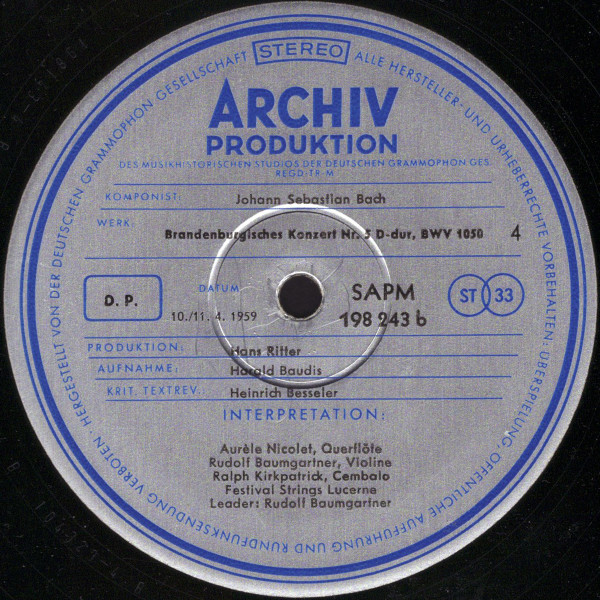 HERGESTELLT VON DER DEUTSCHEN GRAMMOPHON GESELLSCHAFT STEREO ALLE HERSTELLER- UND URHEBERRECHTE VORBEHALTEN· ÜBERSPIELUNG, ÖFFENTLICHE AUFFÜHRUNG UND RUNDFUNKSENDUNG VERBOTEN ·
ARCHIV
PRODUKTION
DES MUSIKHISTORISCHEN STUDIOS DER DEUTSCHEN GRAMMOPHON GES.
REGD·TR·M
KOMPONIST: Johann Sebastian Bach
WERK: Brandenburgisches Konzert Nr. 5 D-dur, BWV 1050 4
D. P.
DATUM
10./11. 4. 1959
SAPM
198 243 b
ST 33
PRODUKTION: Hans Ritter
AUFNAHME: Harald Baudis
KRIT. TEXTREV.: Heinrich Besseler
INTERPRETATION:
Aurèle Nicolet, Querflöte
Rudolf Baumgartner, Violine
Ralph Kirkpatrick, Cembalo
Festival Strings Lucerne
Leader: Rudolf Baumgartner